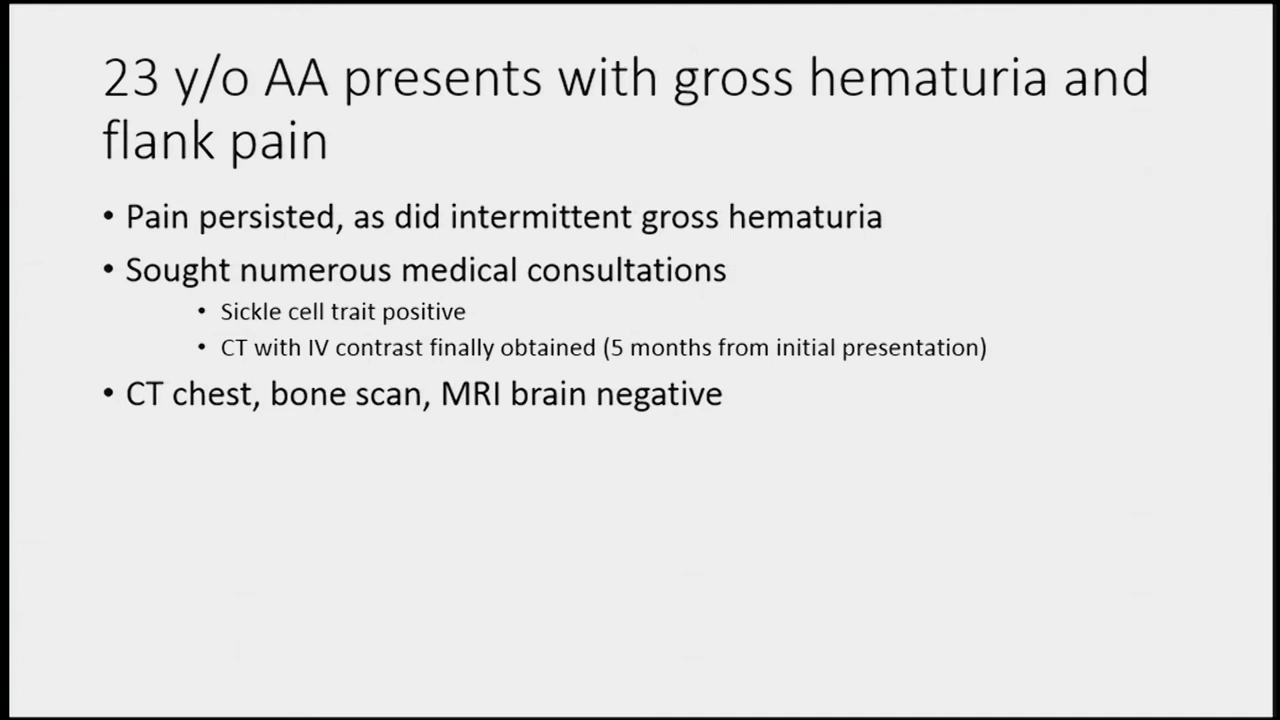 23 y/o AA presents with gross hematuria and
flank pain
• Pain persisted, as did intermittent gross hematuria
• Sought numerous medical consultations
• Sickle cell trait positive
• CT with IV contrast finally obtained (5 months from initial presentation)
• CT chest, bone scan, MRI brain negative